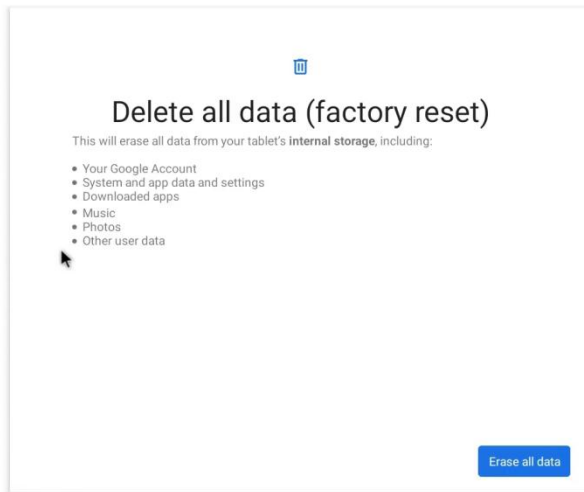 Delete all data (factory reset)
This will erase all data from your tablet's internal storage, including:
• Your Google Account
• System and app data and settings
• Downloaded apps
• Music
• Photos
• Other user data
Erase all data